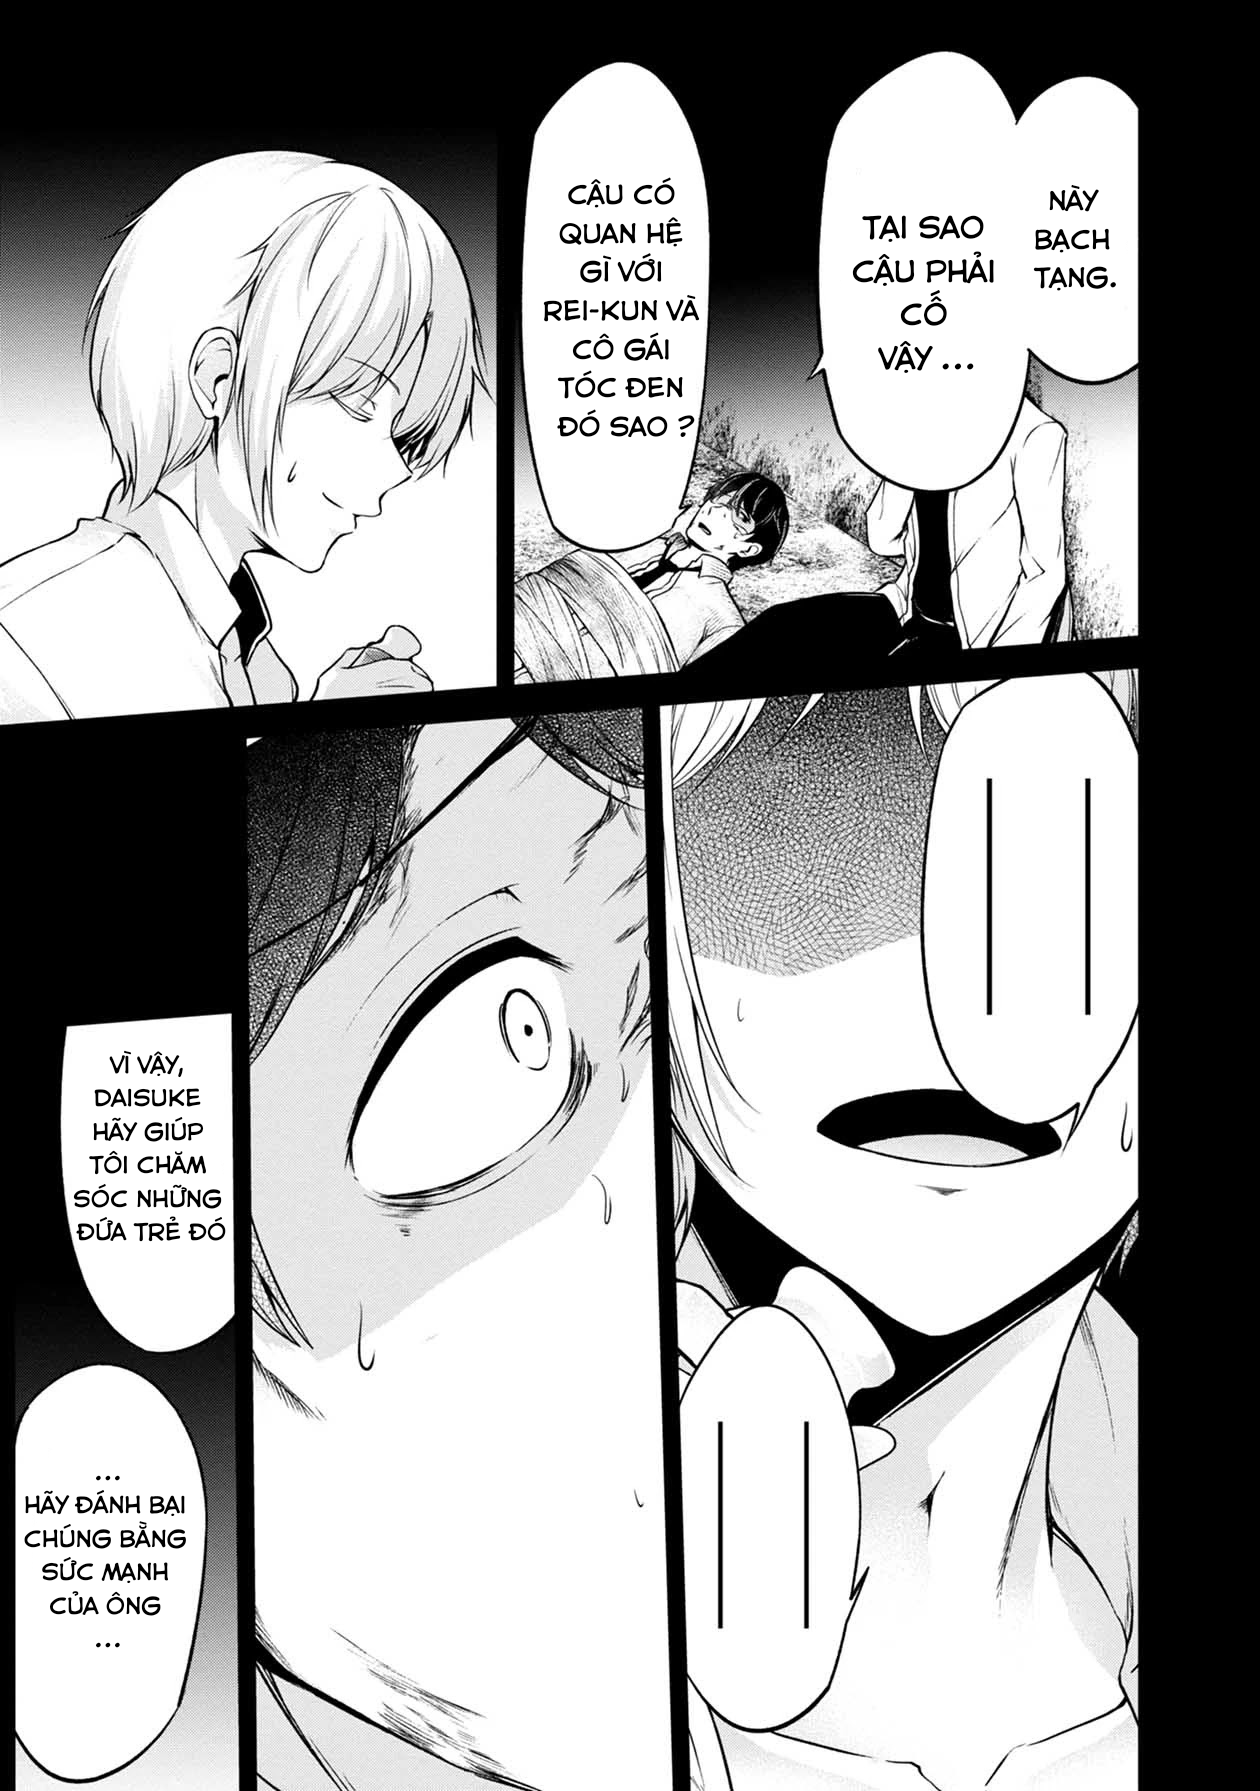 NÀY
BẠCH
TẠNG.
TẠI SAO
CẬU PHẢI
CỐ
VẬY ...
CẬU CÓ
QUAN HỆ
GÌ VỚI
REI-KUN VÀ
CÔ GÁI
TÓC ĐEN
ĐÓ SAO ?
VÌ VẬY,
DAISUKE
HÃY GIÚP
TÔI CHĂM
SÓC NHỮNG
ĐỨA TRẺ ĐÓ
...
HÃY ĐÁNH BẠI
CHÚNG BẰNG
SỨC MẠNH
CỦA ÔNG
...